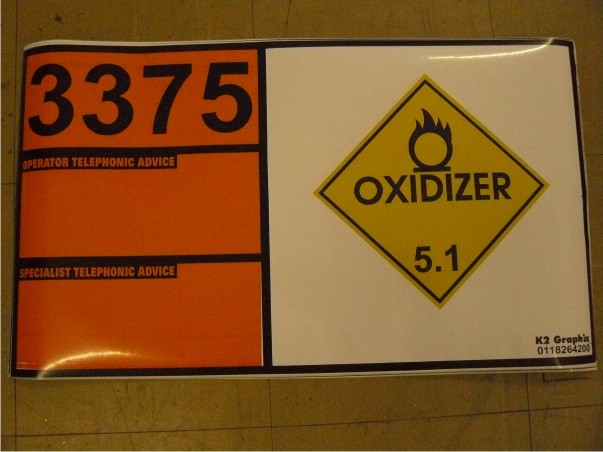 3375
OPERATOR TELEPHONIC ADVICE
SPECIALIST TELEPHONIC ADVICE
OXIDIZER
5.1
K2 Graphix
0118264200